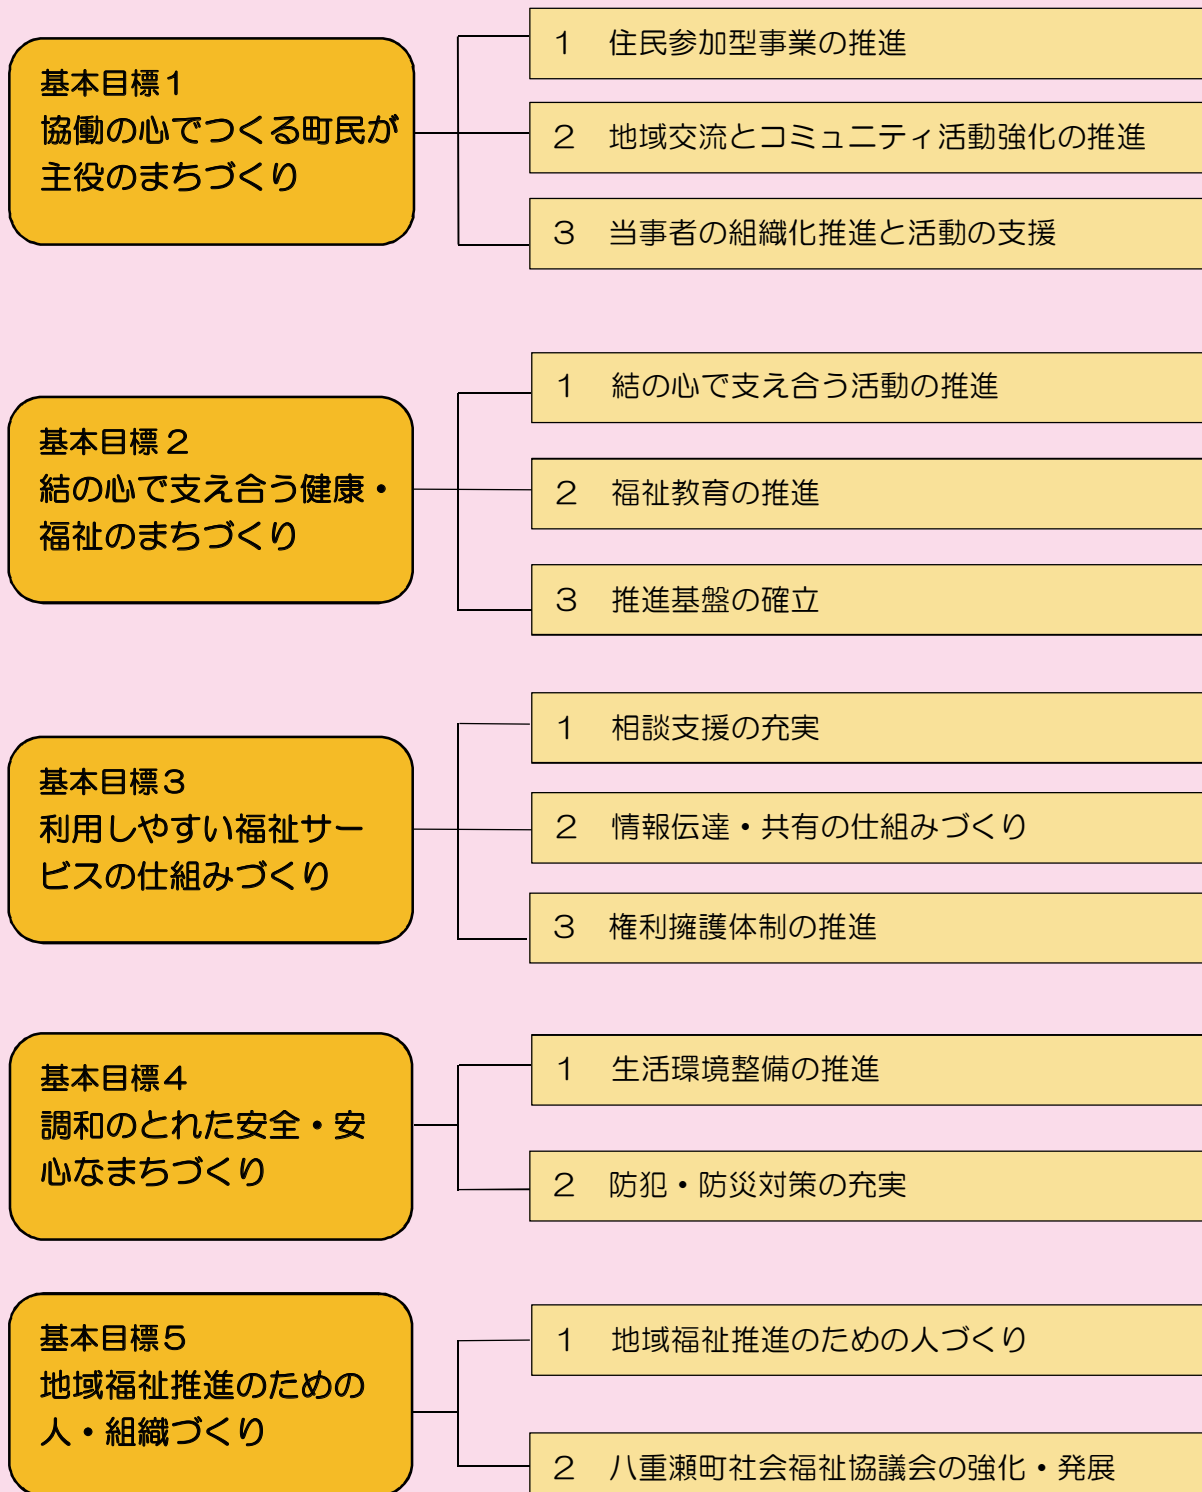 基本目標1
協働の心でつくる町民が
主役のまちづくり
1 住民参加型事業の推進
2 地域交流とコミュニティ活動強化の推進
3 当事者の組織化推進と活動の支援
基本目標2
結の心で支え合う健康・
福祉のまちづくり
1 結の心で支え合う活動の推進
2 福祉教育の推進
3 推進基盤の確立
基本目標3
利用しやすい福祉サー
ビスの仕組みづくり
1 相談支援の充実
2 情報伝達・共有の仕組みづくり
3 権利擁護体制の推進
基本目標4
調和のとれた安全・安
心なまちづくり
1 生活環境整備の推進
2 防犯・防災対策の充実
基本目標5
地域福祉推進のための
人・組織づくり
1 地域福祉推進のための人づくり
2 八重瀬町社会福祉協議会の強化・発展